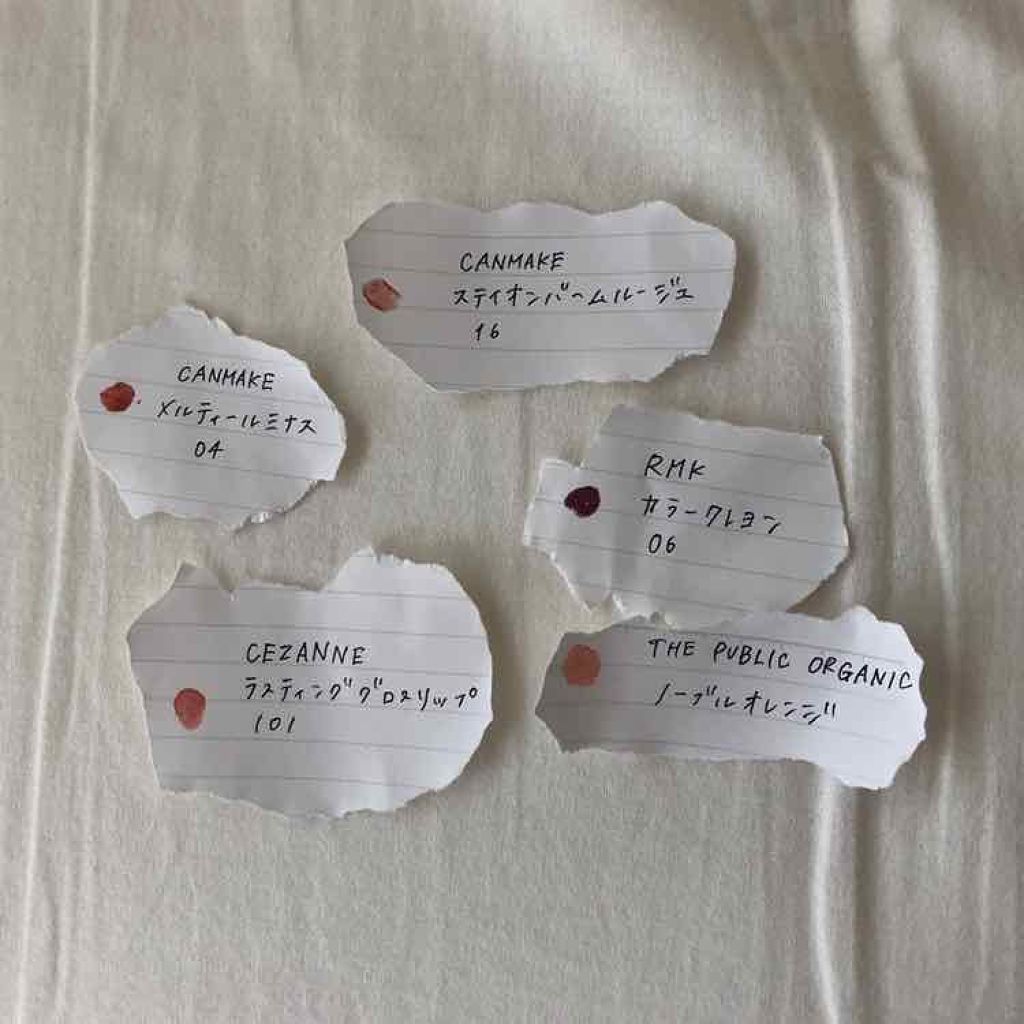 CANMAKE
ステイオンバームルージュ
16
CANMAKE
メルティールミナス
04
RMK
カラークレヨン
06
CEZANNE
ラスティンググロスリップ
101
THE PUBLIC ORGANIC
ノーブルオレンジ